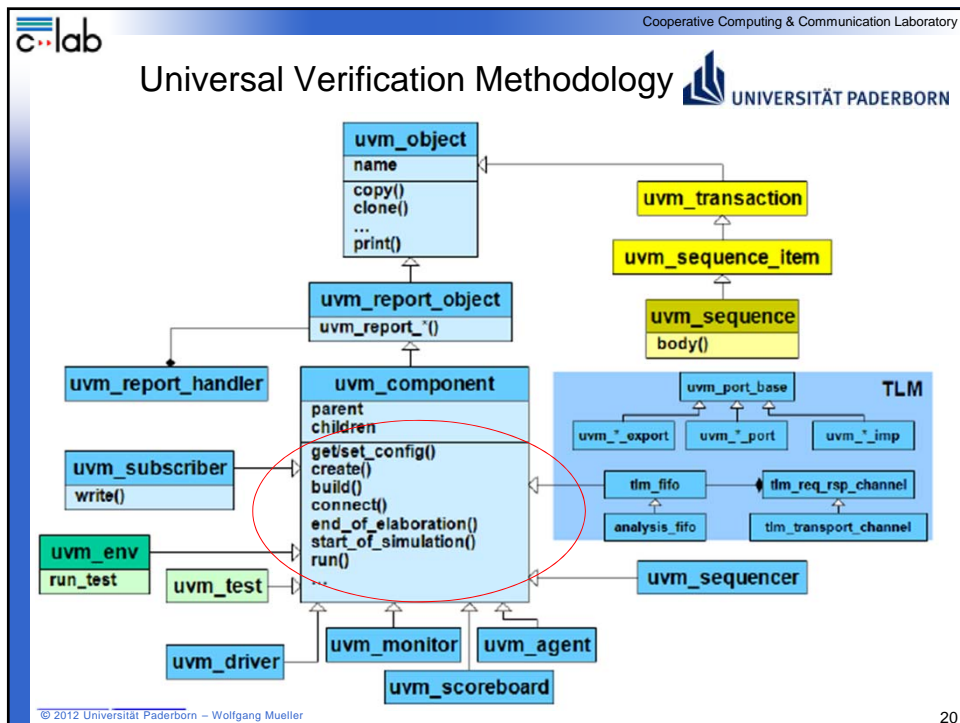 Cooperative Computing & Communication Laboratory
c lab
Universal Verification Methodology
UNIVERSITÄT PADERBORN
uvm_object
name
copy()
clone()
...
print()
uvm_transaction
uvm_sequence_item
uvm_sequence
body()
uvm_report_object
uvm_report_*()
uvm_report_handler
uvm_component
parent
children
get/set_config()
create()
build()
connect()
end_of_elaboration()
start_of_simulation()
run()
...
TLM
uvm_port_base
uvm_*_export
uvm_*_port
uvm_*_imp
tlm_fifo
tlm_req_rsp_channel
analysis_fifo
tlm_transport_channel
uvm_subscriber
write()
uvm_env
run_test
uvm_test
uvm_sequencer
uvm_driver
uvm_monitor
uvm_agent
uvm_scoreboard
© 2012 Universität Paderborn – Wolfgang Mueller
20